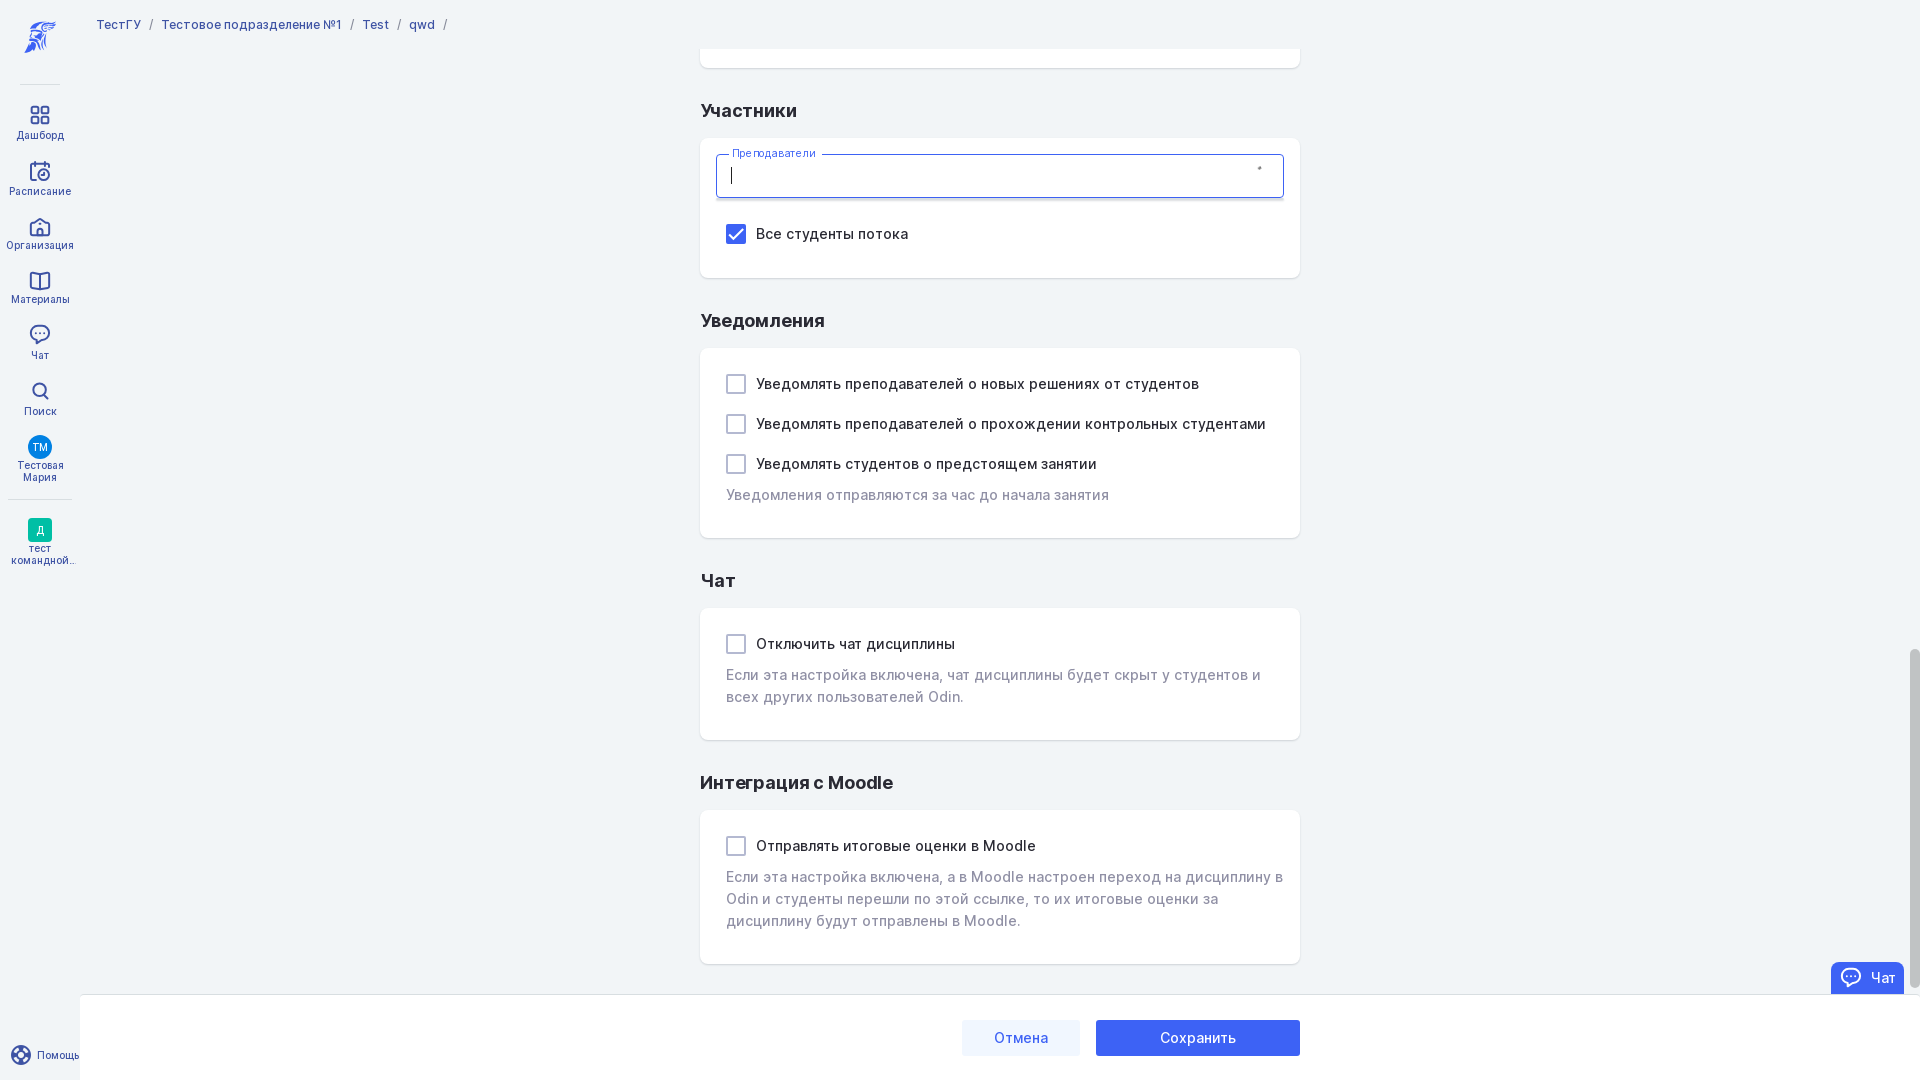 ТестГУ / Тестовое подразделение №1 / Test / qwd /
Дашборд
Расписание
Организация
Материалы
Чат
Поиск
ТМ
Тестовая
Мария
Д
тест
командной...
Помощь
Участники
Преподаватели
Все студенты потока
Уведомления
Уведомлять преподавателей о новых решениях от студентов
Уведомлять преподавателей о прохождении контрольных студентами
Уведомлять студентов о предстоящем занятии
Уведомления отправляются за час до начала занятия
Чат
Отключить чат дисциплины
Если эта настройка включена, чат дисциплины будет скрыт у студентов и
всех других пользователей Odin.
Интеграция с Moodle
Отправлять итоговые оценки в Moodle
Если эта настройка включена, а в Moodle настроен переход на дисциплину в
Odin и студенты перешли по этой ссылке, то их итоговые оценки за
дисциплину будут отправлены в Moodle.
Чат
Отмена
Сохранить